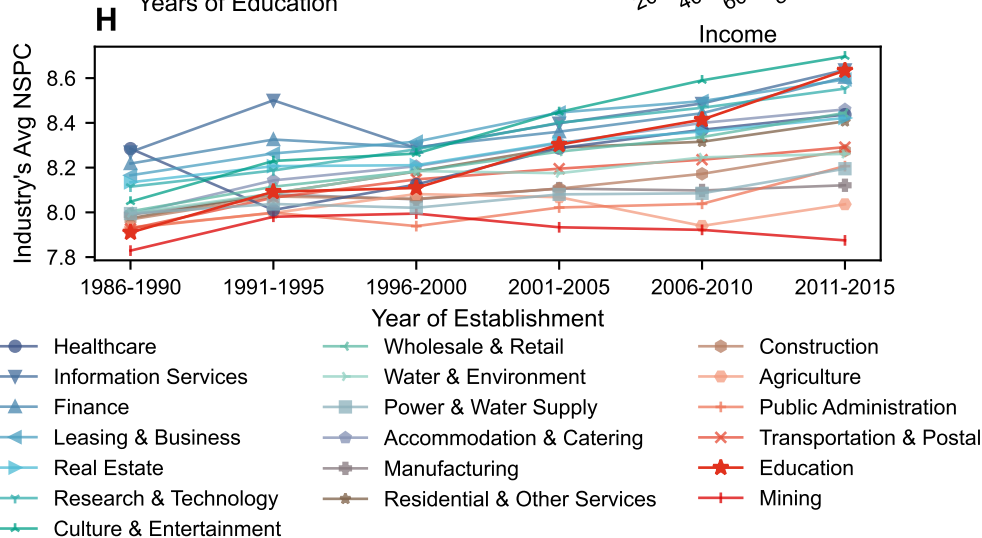 Years of Education
H
Income
Industry's Avg NSPC
8.6
8.4
8.2
8.0
7.8
1986-1990 1991-1995 1996-2000 2001-2005 2006-2010 2011-2015
Year of Establishment
Healthcare
Information Services
Finance
Leasing & Business
Real Estate
Research & Technology
Culture & Entertainment
Wholesale & Retail
Water & Environment
Power & Water Supply
Accommodation & Catering
Manufacturing
Residential & Other Services
Construction
Agriculture
Public Administration
Transportation & Postal
Education
Mining